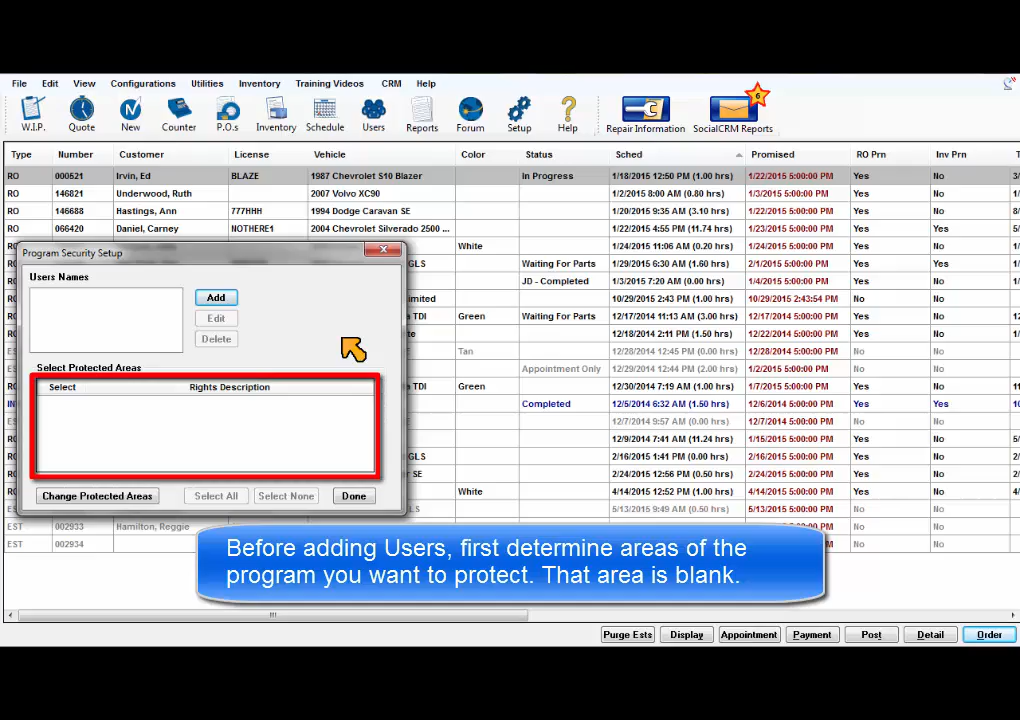 File Edit View Configurations Utilities Inventory Training Videos CRM Help
6
W.I.P. Quote New Counter P.O.s Inventory Schedule Users Reports Forum Setup Help Repair Information SocialCRM Reports
Type Number Customer License Vehicle Color Status Sched Promised RO Prn Inv Prn
RO 000521 Irvin, Ed BLAZE 1987 Chevrolet S10 Blazer In Progress 1/18/2015 12:50 PM (1.00 hrs) 1/22/2015 5:00:00 PM Yes No 3/
RO 146821 Underwood, Ruth 2007 Volvo XC90 1/2/2015 8:00 AM (0.80 hrs) 1/3/2015 5:00:00 PM Yes No 1/
RO 146688 Hastings, Ann 777HHH 1994 Dodge Caravan SE 1/20/2015 9:35 AM (3.10 hrs) 1/22/2015 5:00:00 PM Yes No 8/
RO 066420 Daniel, Carney NOTHERE1 2004 Chevrolet Silverado 2500 ... 1/22/2015 4:55 PM (11.74 hrs) 1/23/2015 5:00:00 PM Yes Yes 5/
White 1/24/2015 11:06 AM (0.20 hrs) 1/24/2015 5:00:00 PM Yes No
GLS Waiting For Parts 1/29/2015 6:30 AM (1.60 hrs) 2/1/2015 5:00:00 PM Yes Yes 1/
JD - Completed 1/3/2015 7:20 AM (0.00 hrs) 1/4/2015 5:00:00 PM Yes No
imited 10/29/2015 2:43 PM (1.00 hrs) 10/29/2015 2:43:54 PM No No
TDI Green Waiting For Parts 12/17/2014 11:13 AM (3.00 hrs) 12/17/2014 5:00:00 PM Yes Yes
12/18/2014 2:11 PM (1.50 hrs) 12/22/2014 5:00:00 PM Yes No
Tan 12/28/2014 12:45 PM (2.00 hrs) 12/28/2014 5:00:00 PM No No
Appointment Only 12/29/2014 12:44 PM (2.00 hrs) 1/2/2015 5:00:00 PM No No
TDI Green 12/30/2014 7:19 AM (1.00 hrs) 1/7/2015 5:00:00 PM Yes No
Completed 12/5/2014 6:32 AM (1.50 hrs) 12/6/2014 5:00:00 PM Yes Yes
12/7/2014 9:57 AM (0.00 hrs) 12/7/2014 5:00:00 PM No No
12/9/2014 7:41 AM (11.24 hrs) 1/15/2015 5:00:00 PM Yes No
GLS 2/16/2015 1:41 PM (0.00 hrs) 2/16/2015 5:00:00 PM Yes No
SE 2/24/2015 12:56 PM (0.50 hrs) 2/24/2015 5:00:00 PM Yes No
White 4/14/2015 12:52 PM (1.00 hrs) 4/14/2015 5:00:00 PM Yes No
5/13/2015 9:49 AM (0.50 hrs) 5/13/2015 5:00:00 PM No No
EST 002933 Hamilton, Reggie No No
EST 002934 No No
Program Security Setup
Users Names
Add
Edit
Delete
Select Protected Areas
Select Rights Description
Change Protected Areas Select All Select None Done
Before adding Users, first determine areas of the
program you want to protect. That area is blank.
Purge Ests Display Appointment Payment Post Detail Order